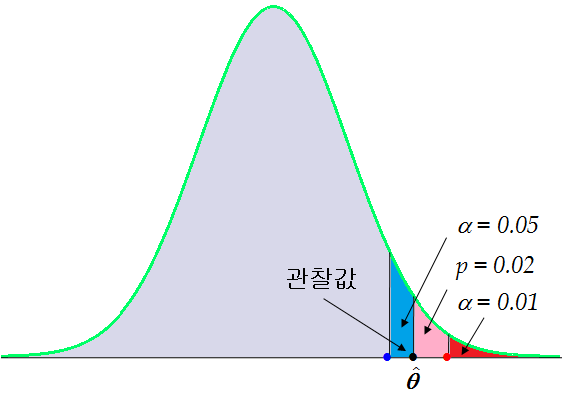 α = 0.05
p = 0.02
관찰값
α = 0.01
θ̂